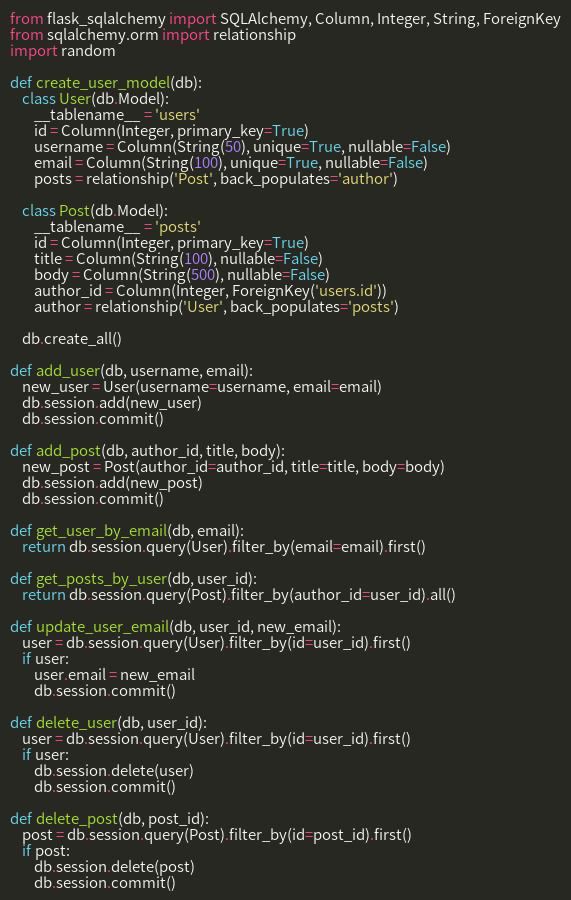 from flask_sqlalchemy import SQLAlchemy, Column, Integer, String, ForeignKey
from sqlalchemy.orm import relationship
import random

def create_user_model(db):
    class User(db.Model):
        __tablename__ = 'users'
        id = Column(Integer, primary_key=True)
        username = Column(String(50), unique=True, nullable=False)
        email = Column(String(100), unique=True, nullable=False)
        posts = relationship('Post', back_populates='author')

    class Post(db.Model):
        __tablename__ = 'posts'
        id = Column(Integer, primary_key=True)
        title = Column(String(100), nullable=False)
        body = Column(String(500), nullable=False)
        author_id = Column(Integer, ForeignKey('users.id'))
        author = relationship('User', back_populates='posts')

    db.create_all()

def add_user(db, username, email):
    new_user = User(username=username, email=email)
    db.session.add(new_user)
    db.session.commit()

def add_post(db, author_id, title, body):
    new_post = Post(author_id=author_id, title=title, body=body)
    db.session.add(new_post)
    db.session.commit()

def get_user_by_email(db, email):
    return db.session.query(User).filter_by(email=email).first()

def get_posts_by_user(db, user_id):
    return db.session.query(Post).filter_by(author_id=user_id).all()

def update_user_email(db, user_id, new_email):
    user = db.session.query(User).filter_by(id=user_id).first()
    if user:
        user.email = new_email
        db.session.commit()

def delete_user(db, user_id):
    user = db.session.query(User).filter_by(id=user_id).first()
    if user:
        db.session.delete(user)
        db.session.commit()

def delete_post(db, post_id):
    post = db.session.query(Post).filter_by(id=post_id).first()
    if post:
        db.session.delete(post)
        db.session.commit()